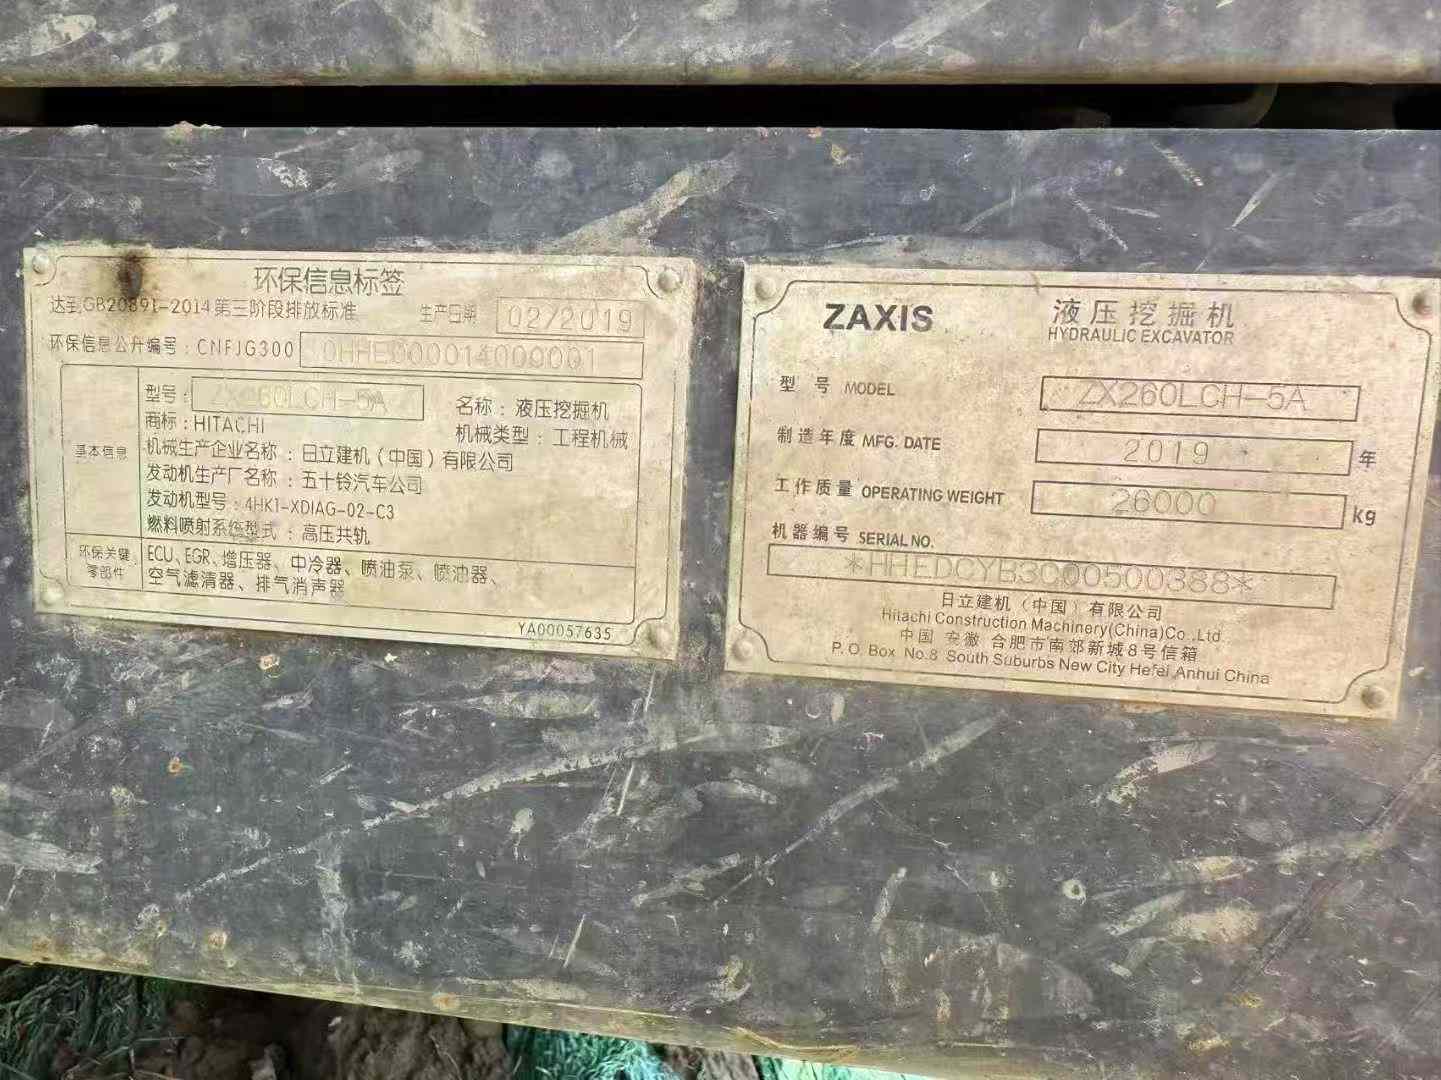 环保信息标签
达到GB20891-2014第三阶段排放标准 生产日期 02/2019
环保信息公开编号：CNFJG300 0HHED00014000001
型号：ZX260LCH-5A 名称：液压挖掘机
商标：HITACHI 机械类型：工程机械
基本信息
机械生产企业名称：日立建机（中国）有限公司
发动机生产厂名称：五十铃汽车公司
发动机型号：4HK1-XDIAG-02-C3
燃料喷射系统型式：高压共轨
环保关键零部件
ECU、EGR、增压器、中冷器、喷油泵、喷油器、
空气滤清器、排气消声器
YA00057635
ZAXIS 液压挖掘机
HYDRAULIC EXCAVATOR
型号 MODEL ZX260LCH-5A
制造年度 MFG. DATE 2019 年
工作质量 OPERATING WEIGHT 26000 kg
机器编号 SERIAL NO.
*HHEDCYB3C00500388*
日立建机（中国）有限公司
Hitachi Construction Machinery(China)Co.,Ltd.
中国 安徽 合肥市南郊新城8号信箱
P.O.Box No.8 South Suburbs New City Hefei Anhui China